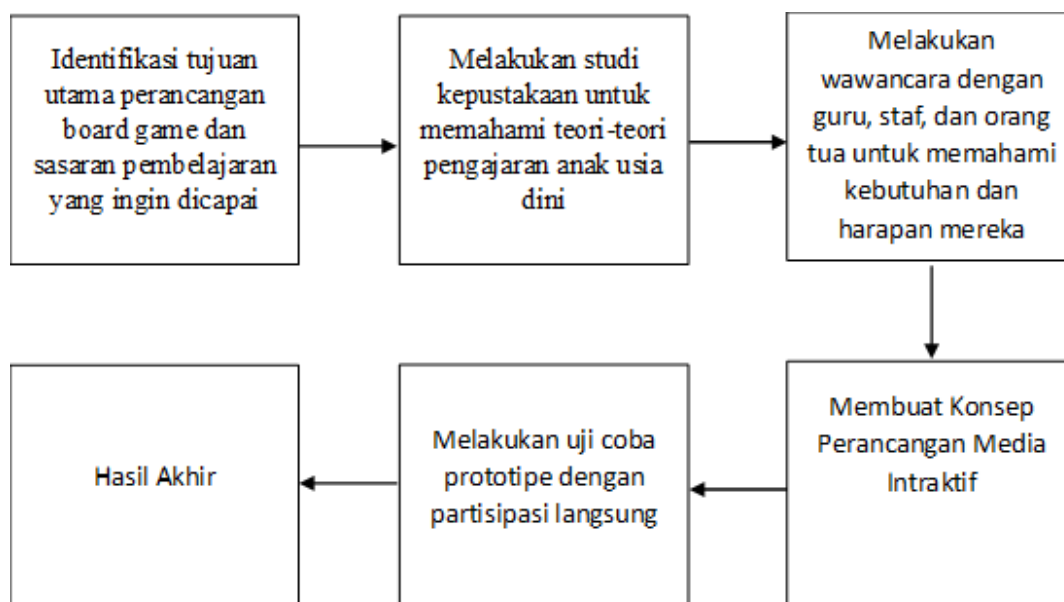 Identifikasi tujuan
utama perancangan
board game dan
sasaran pembelajaran
yang ingin dicapai
Melakukan studi
kepustakaan untuk
memahami teori-teori
pengajaran anak usia
dini
Melakukan
wawancara dengan
guru, staf, dan orang
tua untuk memahami
kebutuhan dan
harapan mereka
Membuat Konsep
Perancangan Media
Intraktif
Melakukan uji coba
prototipe dengan
partisipasi langsung
Hasil Akhir